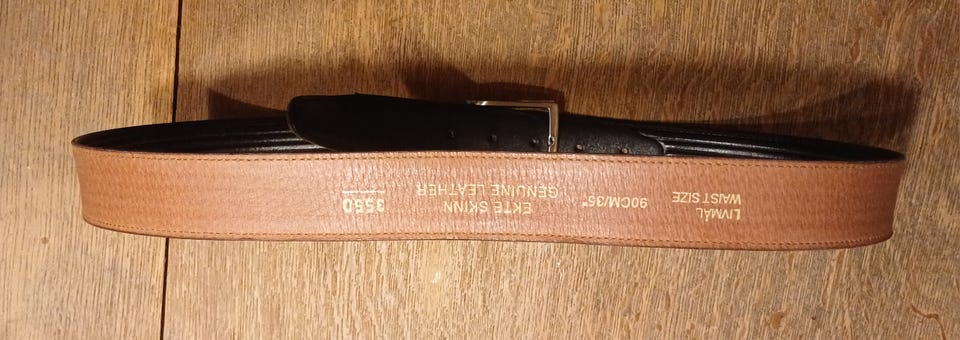 LIVMÅL
WAIST SIZE
90CM/35"
EKTE SKINN
GENUINE LEATHER
3550